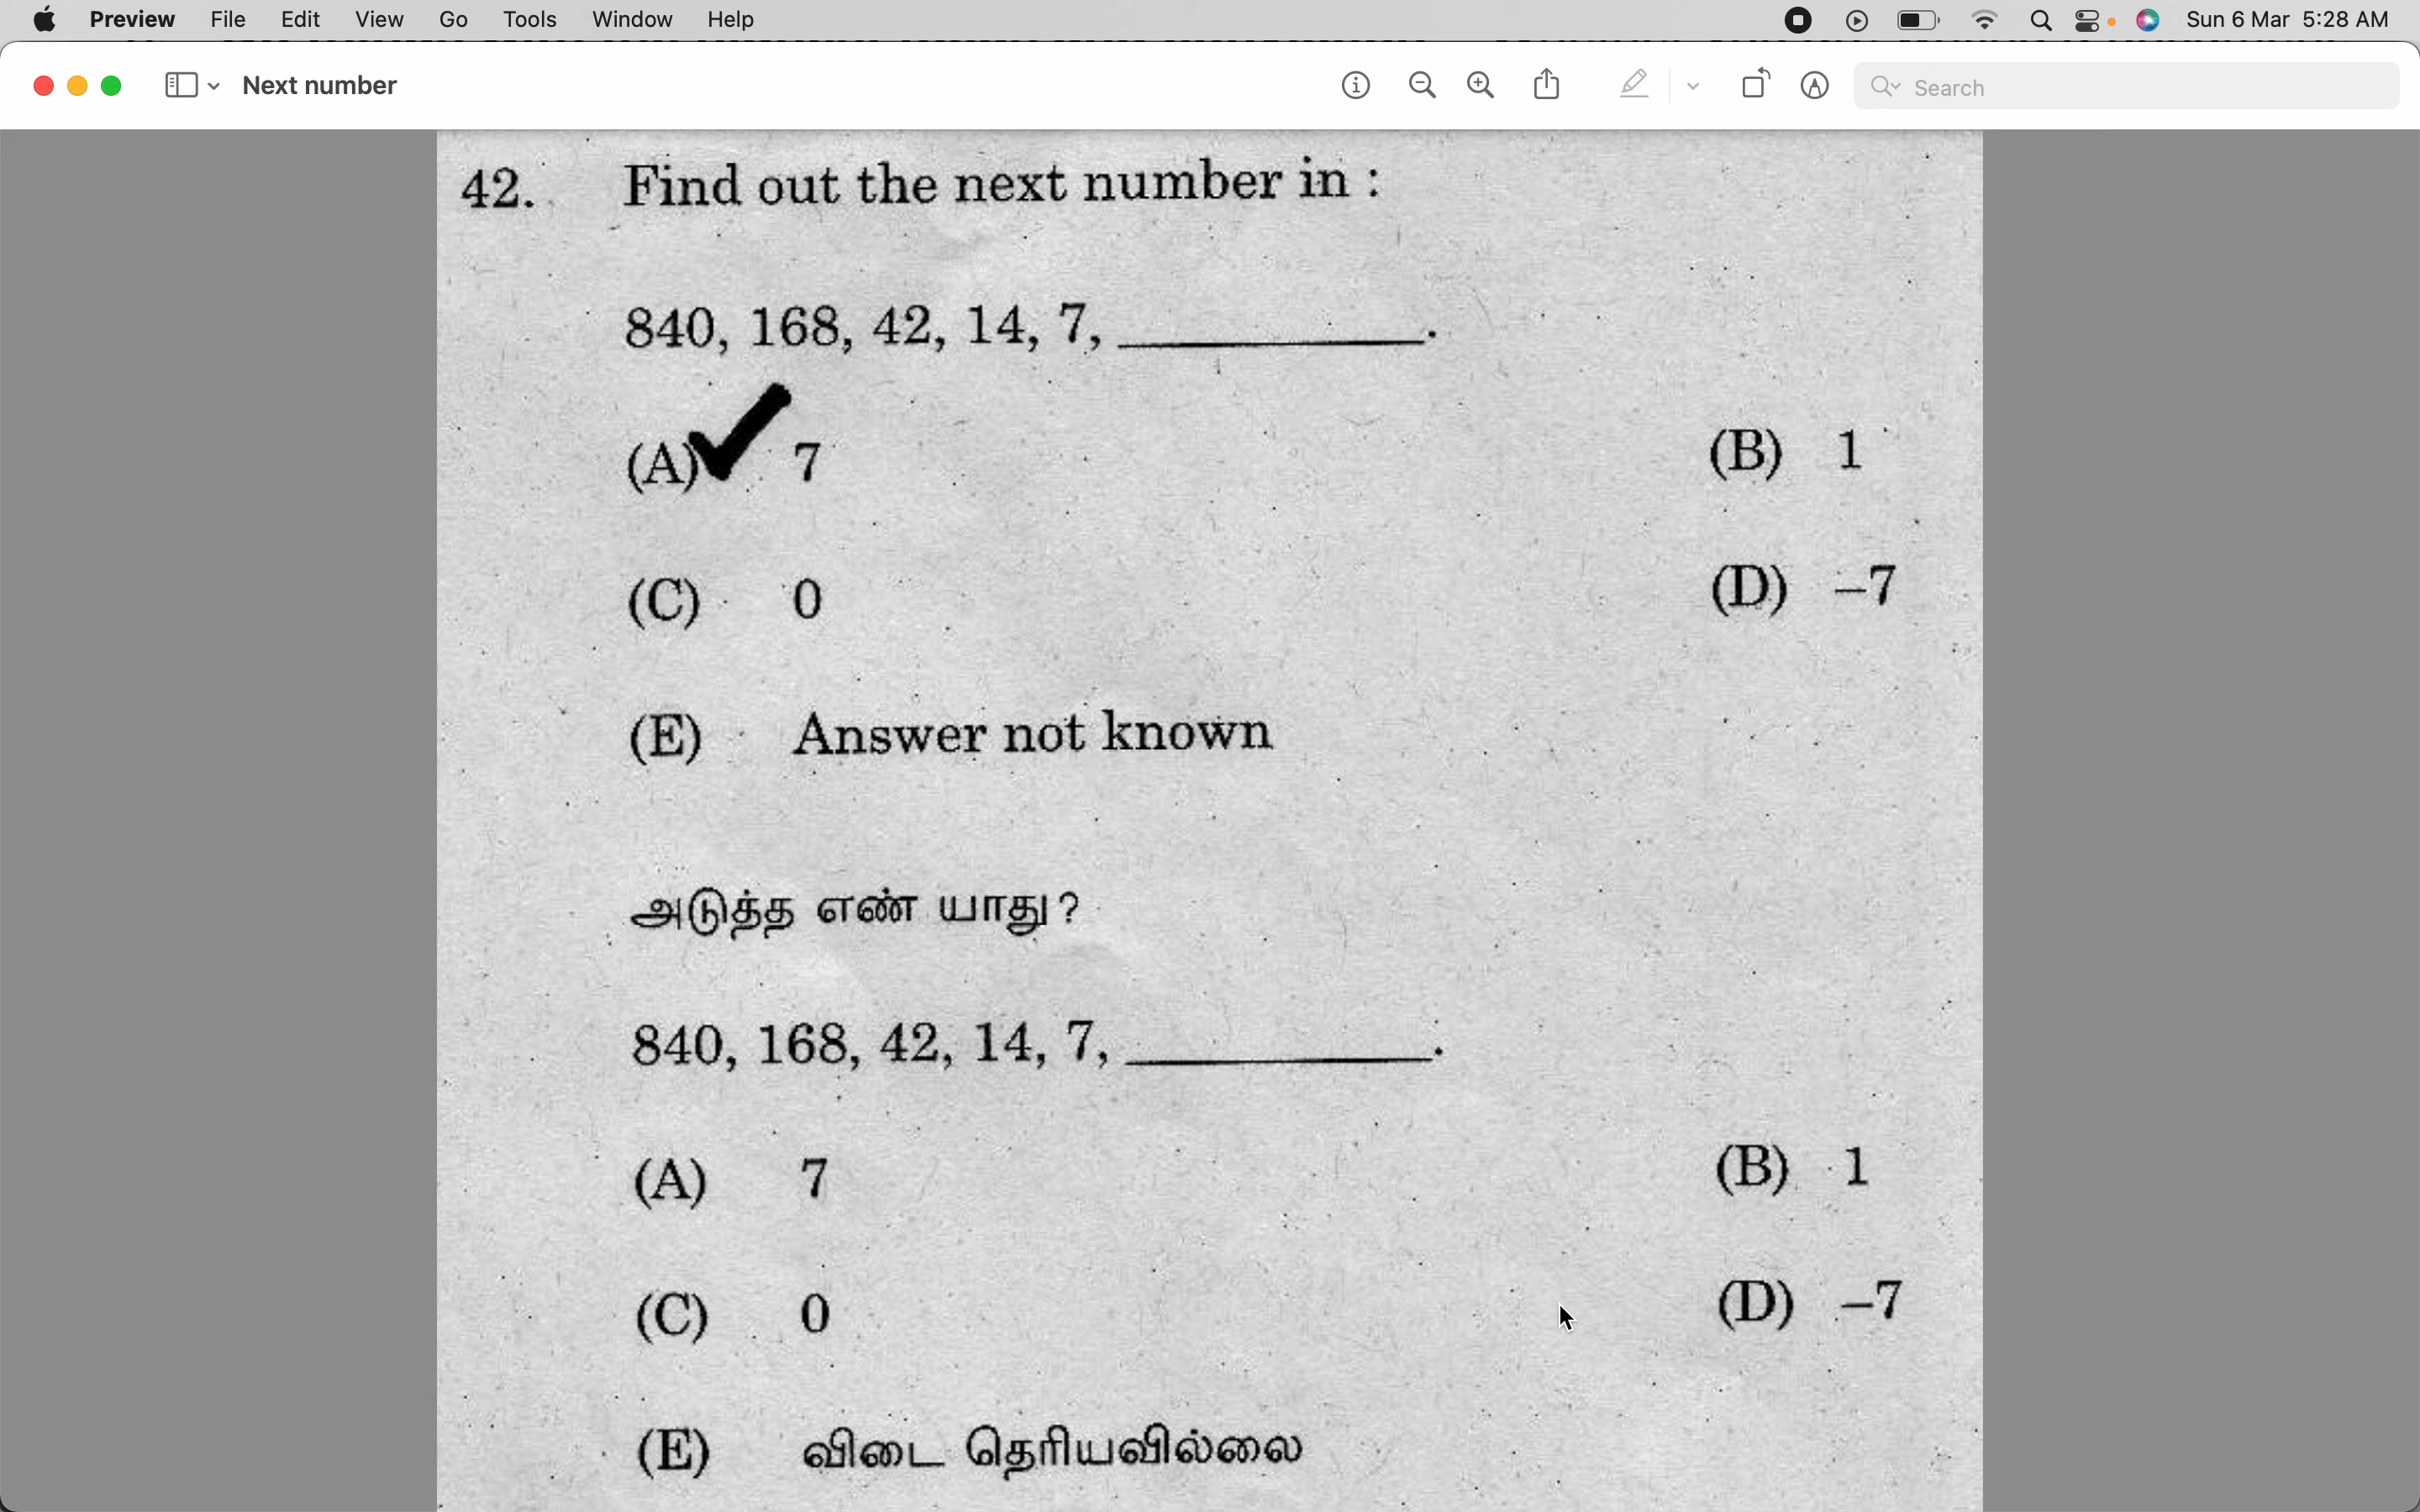 Preview File Edit View Go Tools Window Help Sun 6 Mar 5:28 AM
Next number Search
42. Find out the next number in :
840, 168, 42, 14, 7, __________.
(A) 7 (B) 1
(C) 0 (D) –7
(E) Answer not known
அடுத்த எண் யாது?
840, 168, 42, 14, 7, __________.
(A) 7 (B) 1
(C) 0 (D) –7
(E) விடை தெரியவில்லை